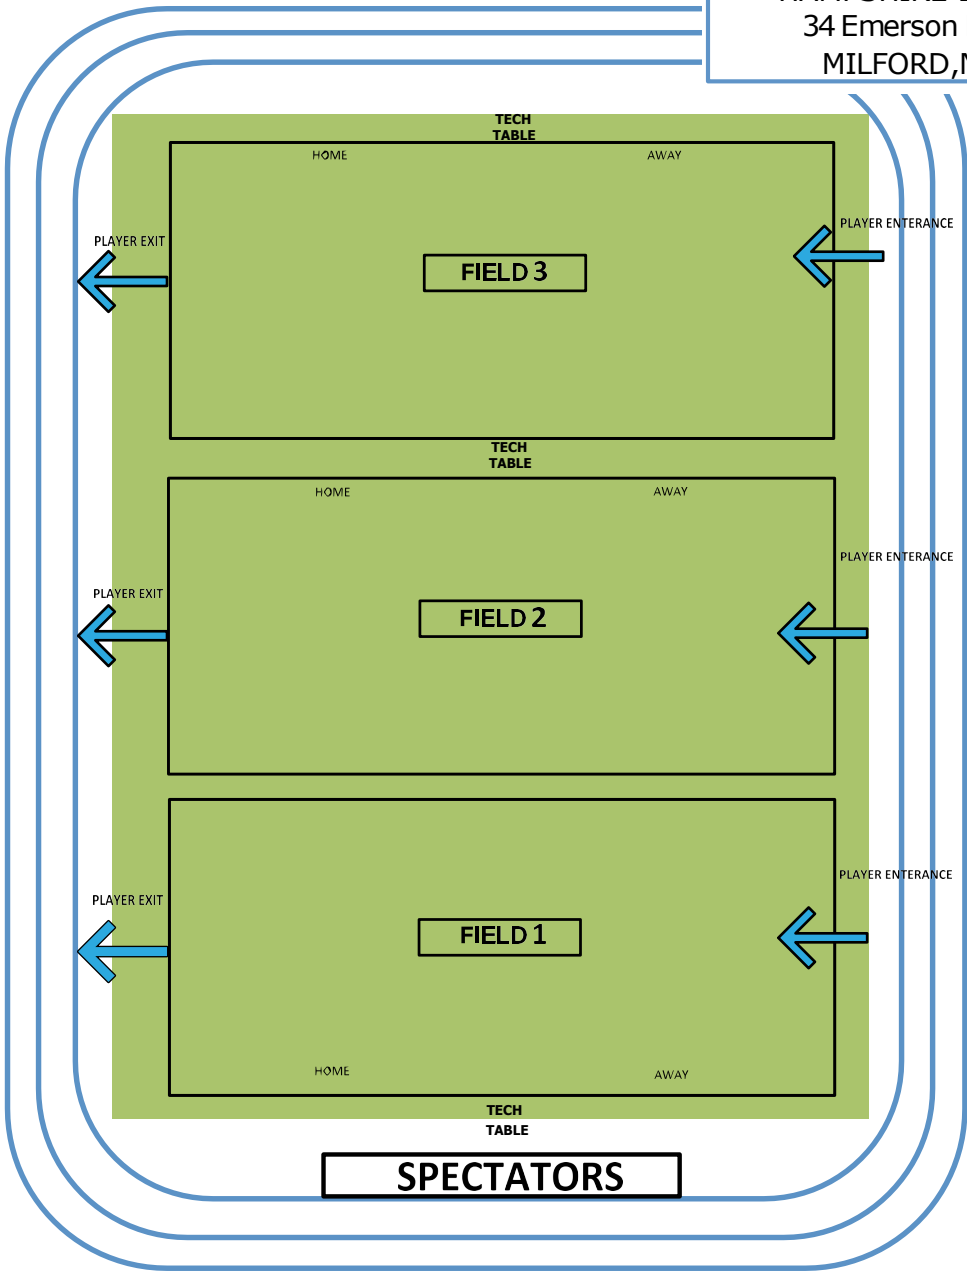 34 Emerson
MILFORD,
TECH
TABLE
HOME AWAY
PLAYER EXIT
PLAYER ENTERANCE
FIELD 3
TECH
TABLE
HOME AWAY
PLAYER EXIT
PLAYER ENTERANCE
FIELD 2
PLAYER EXIT
PLAYER ENTERANCE
FIELD 1
HOME AWAY
TECH
TABLE
SPECTATORS